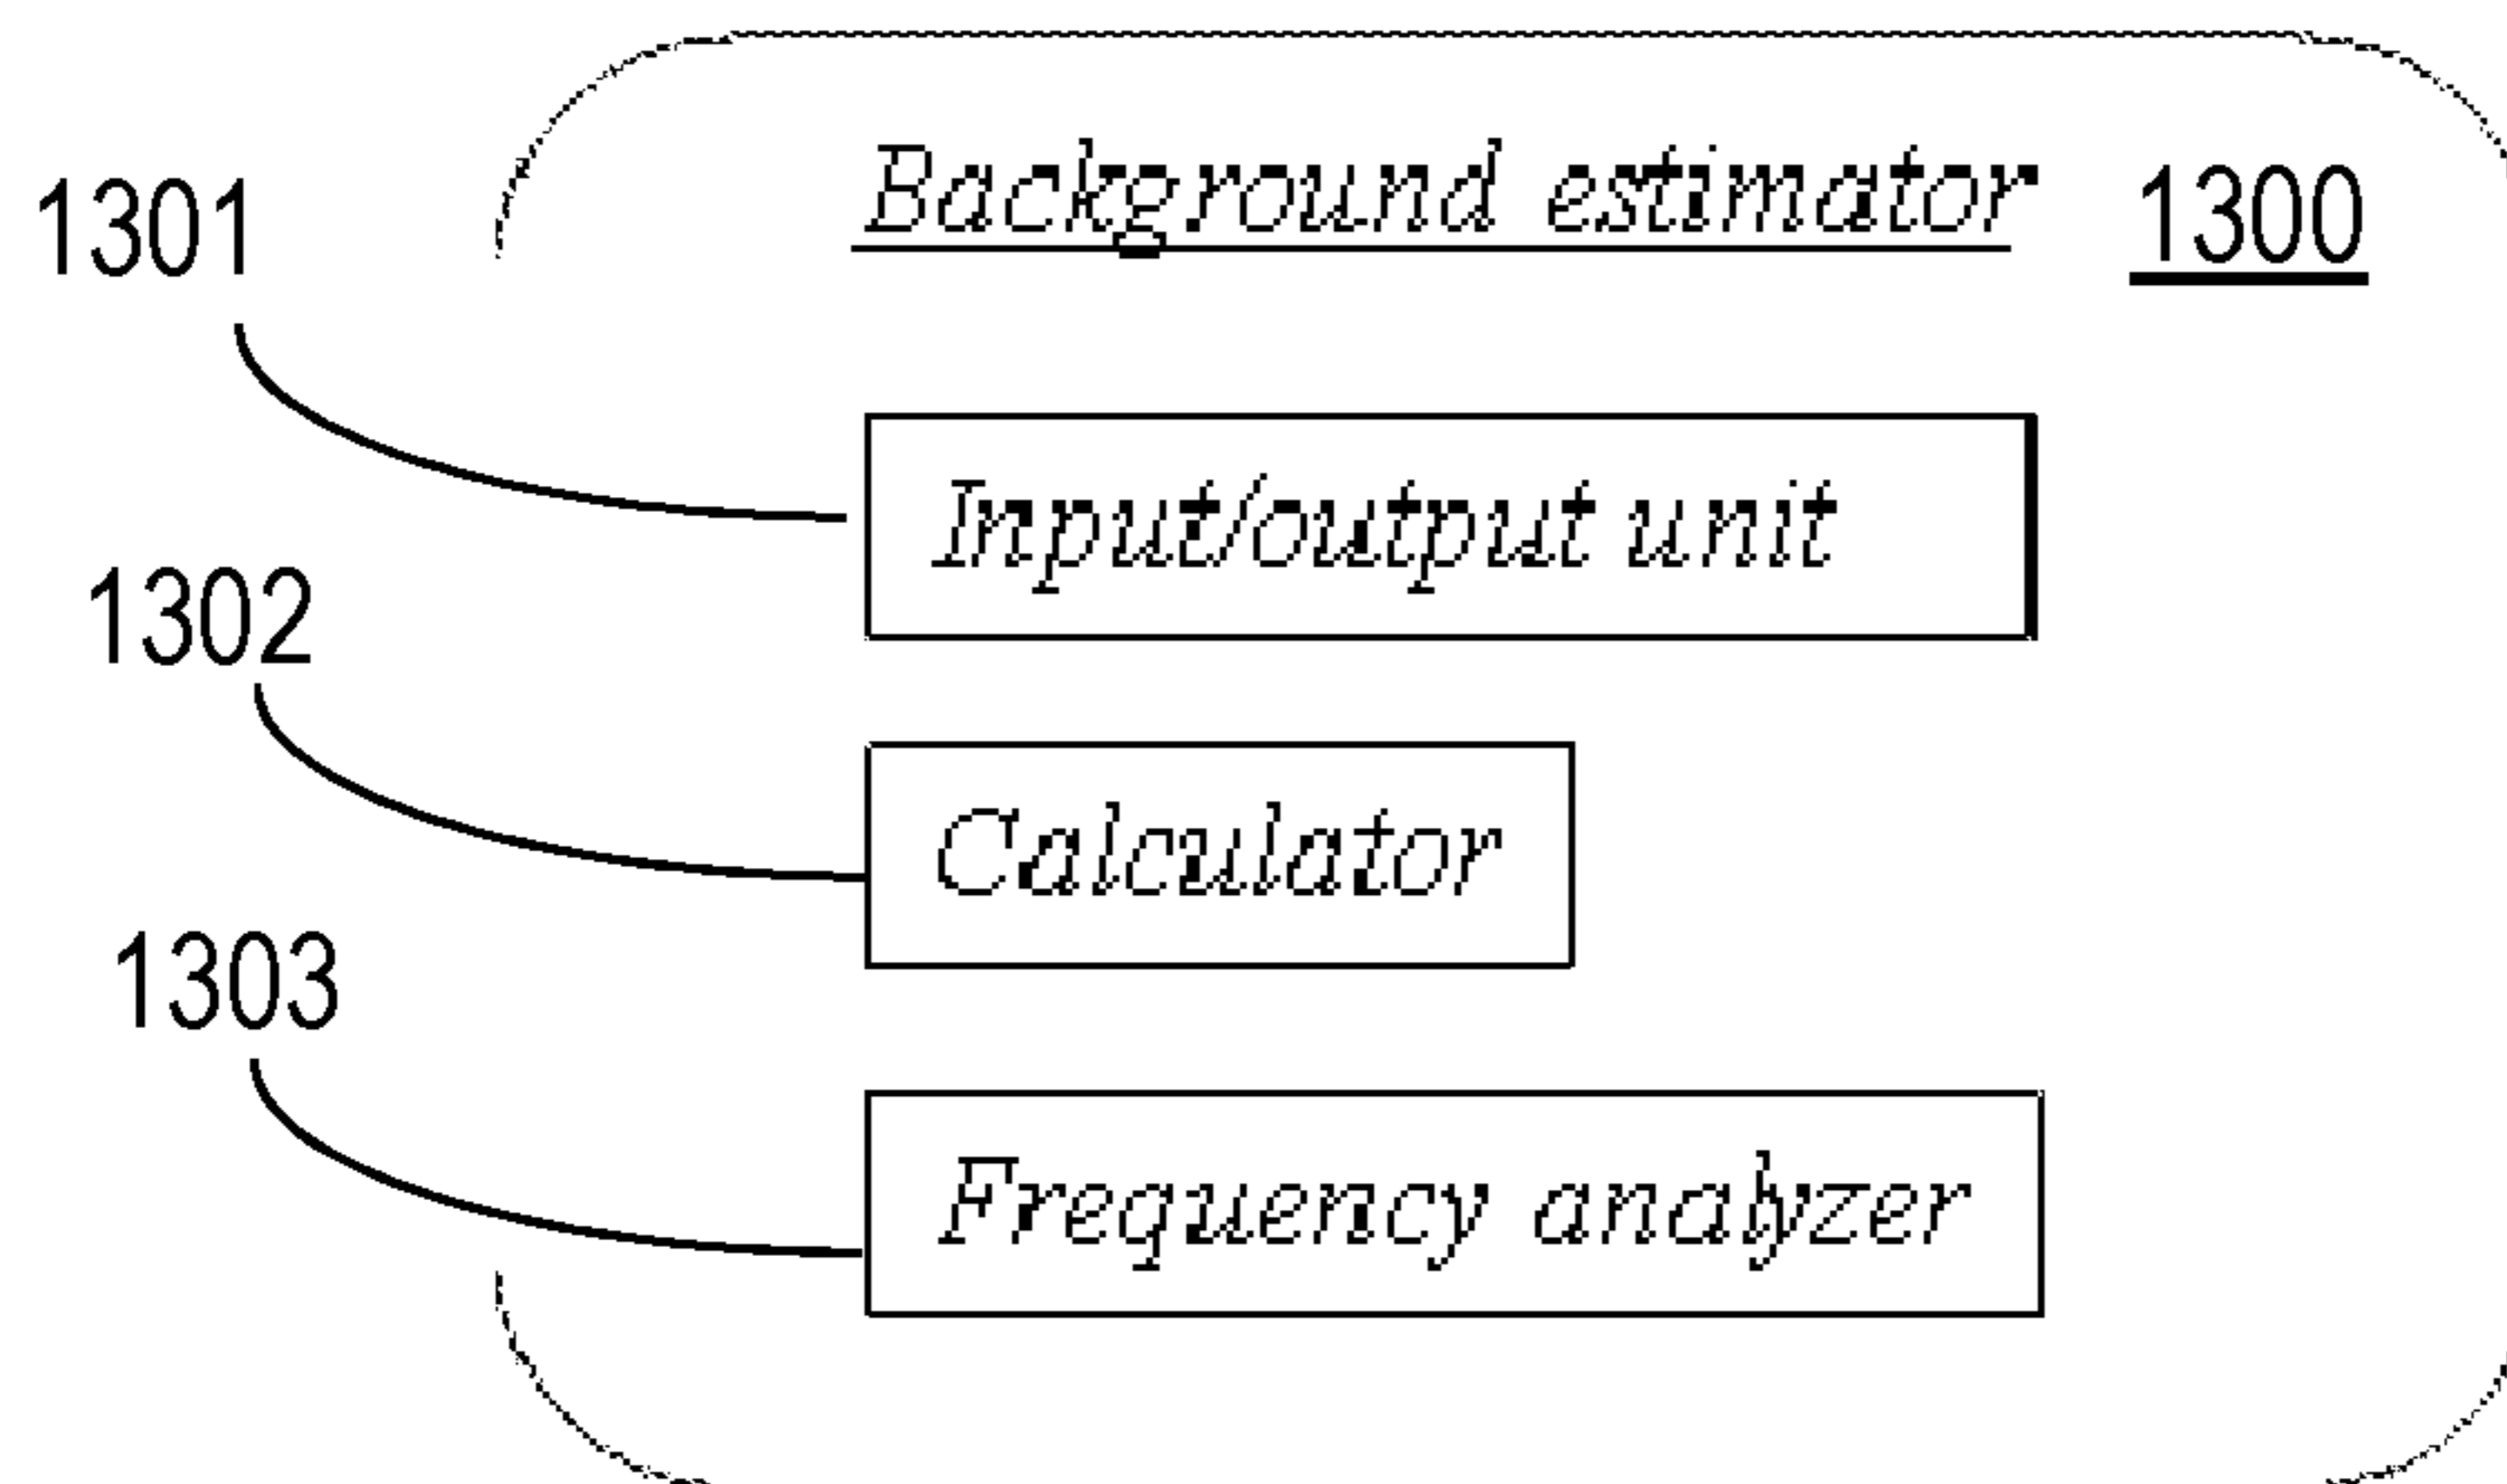 1301
Background estimator 1300
Input/output unit
1302
Calculator
1303
Frequency analyzer